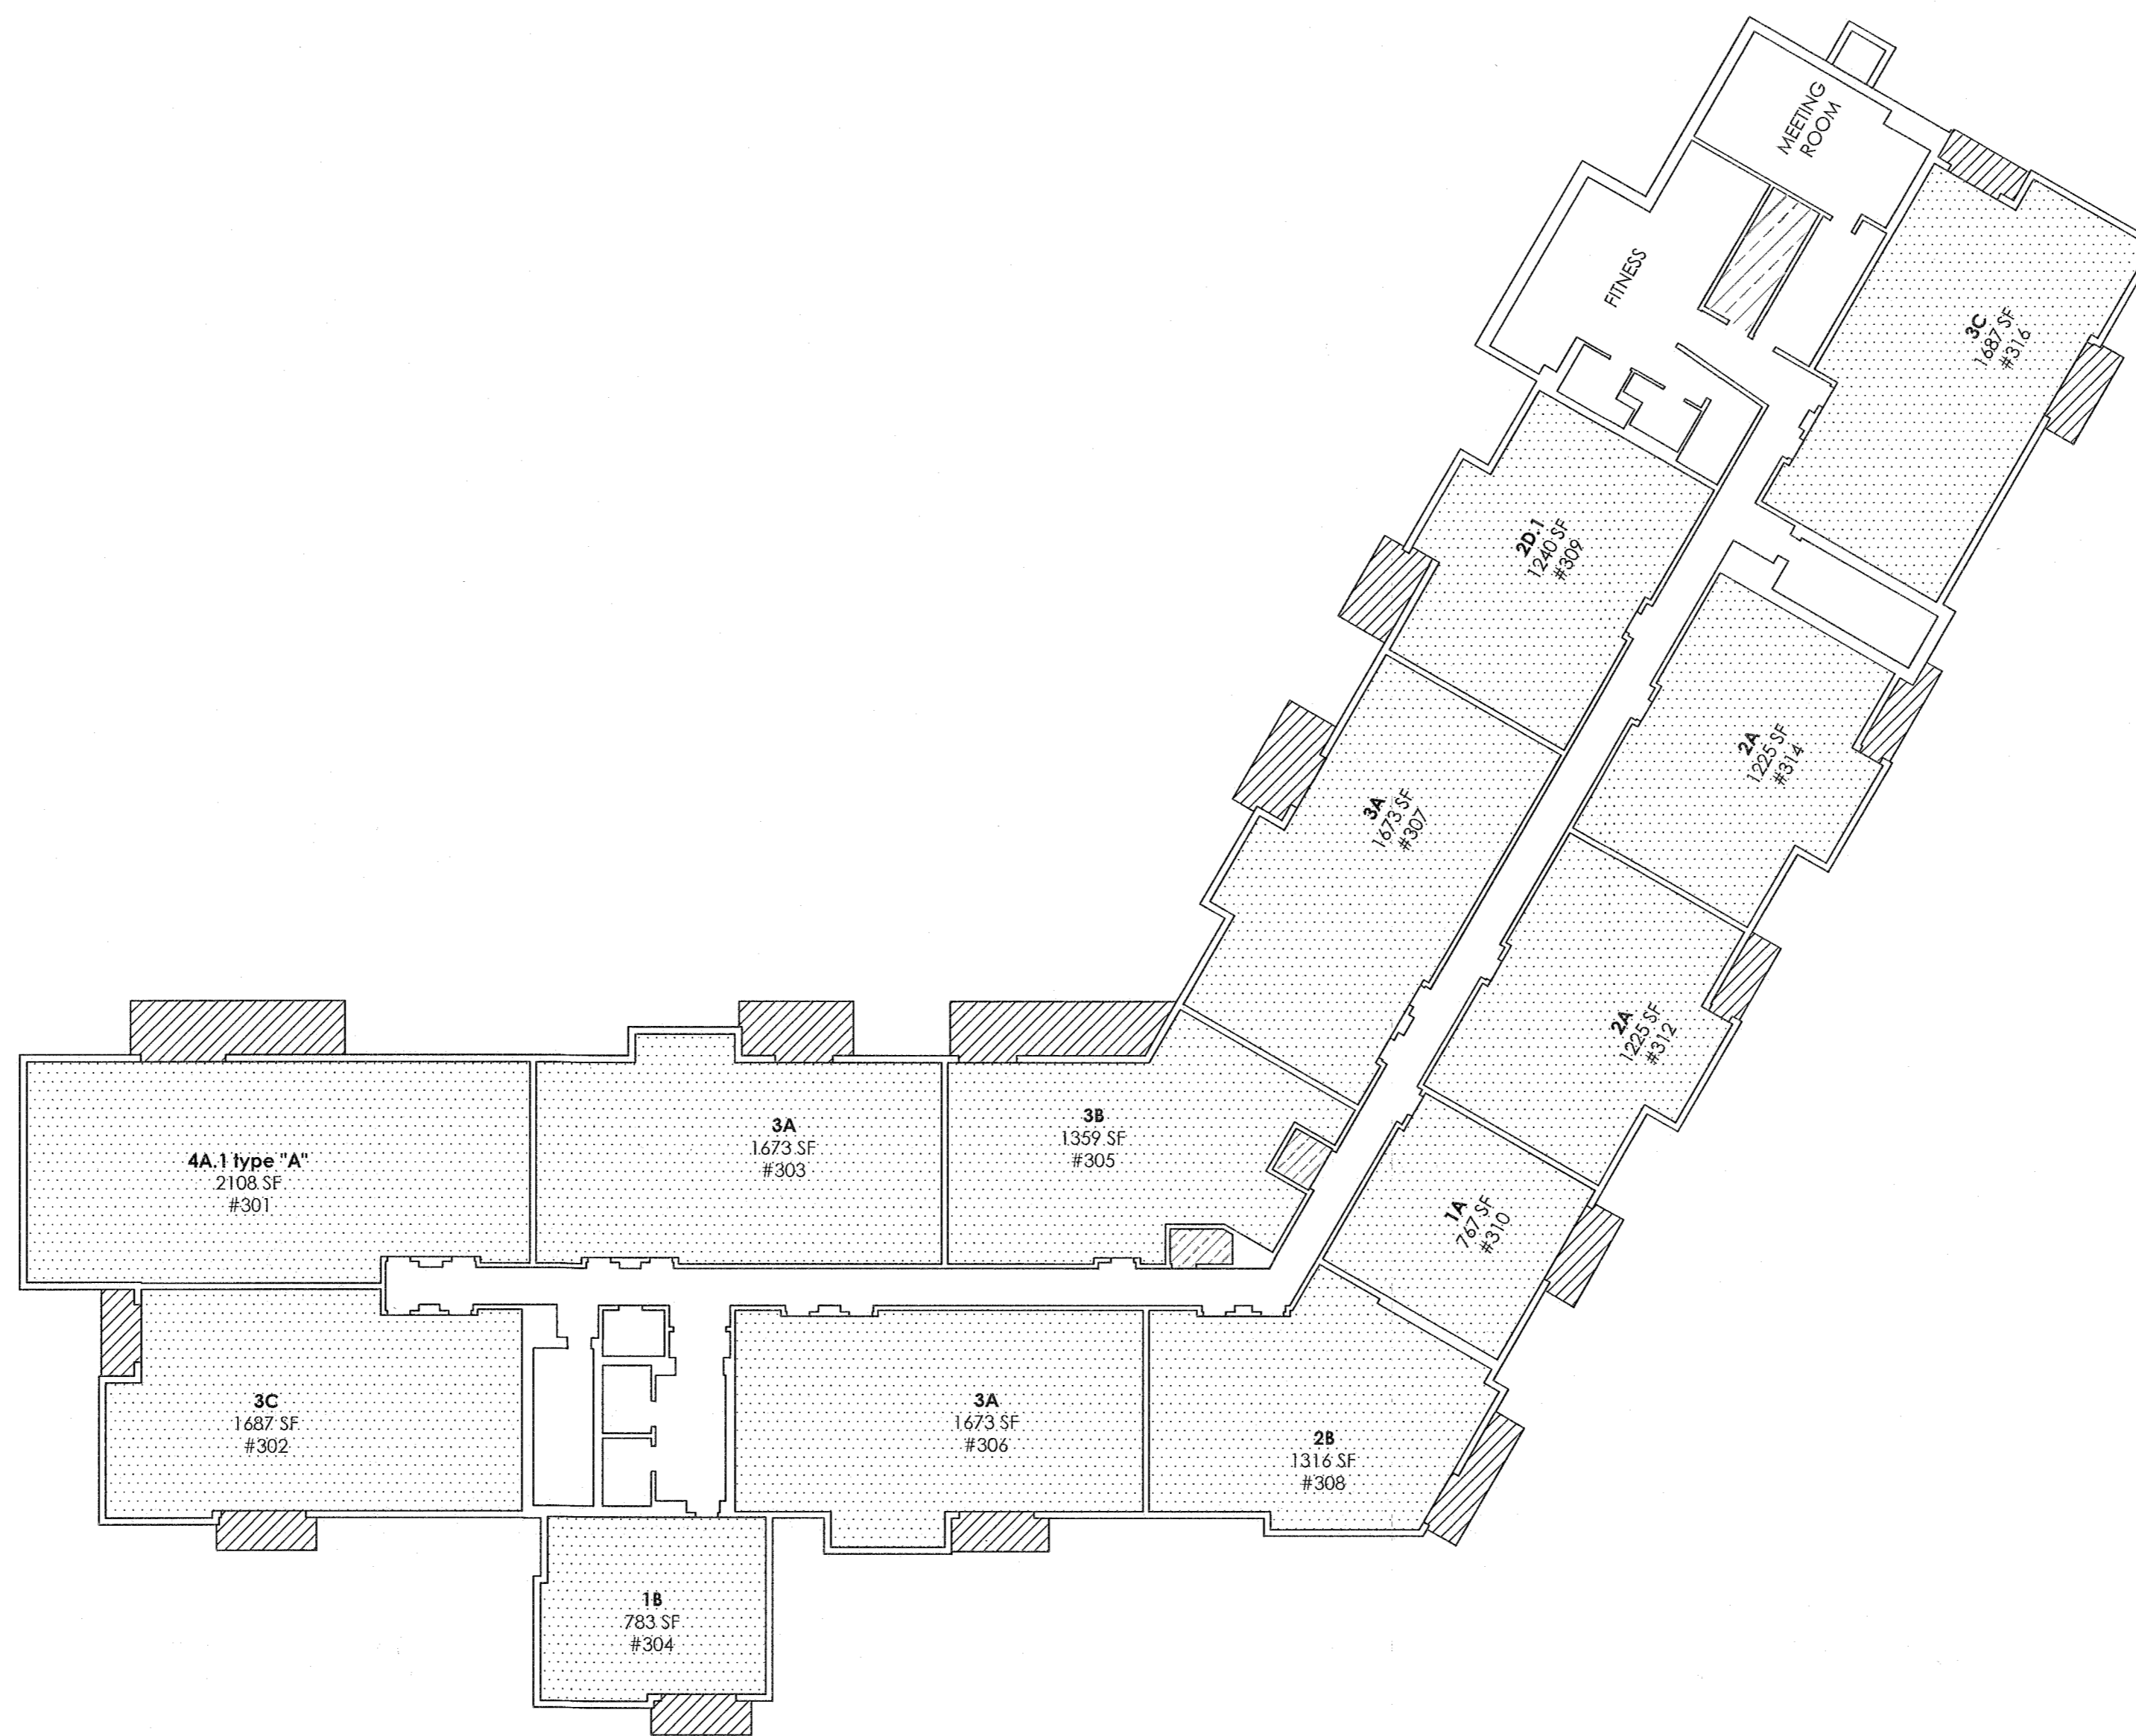 MEETING
ROOM
FITNESS
3C
1687 SF
#316
2D.1
1240 SF
#309
2A
1225 SF
#314
3A
1673 SF
#307
2A
1225 SF
#312
1A
767 SF
#310
3B
1359 SF
#305
3A
1673 SF
#303
4A.1 type "A"
2108 SF
#301
3C
1687 SF
#302
3A
1673 SF
#306
2B
1316 SF
#308
1B
783 SF
#304